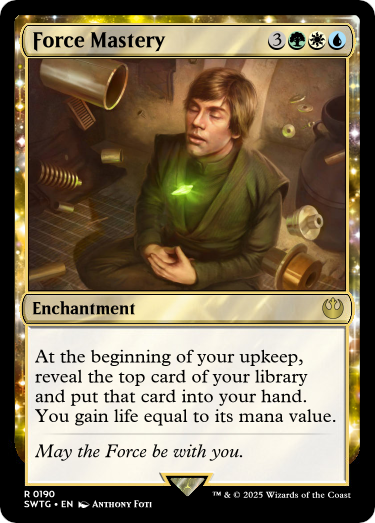 Force Mastery 3
Enchantment
At the beginning of your upkeep,
reveal the top card of your library
and put that card into your hand.
You gain life equal to its mana value.
May the Force be with you.
R 0190
SWTG • EN Anthony Foti
™ & © 2025 Wizards of the Coast